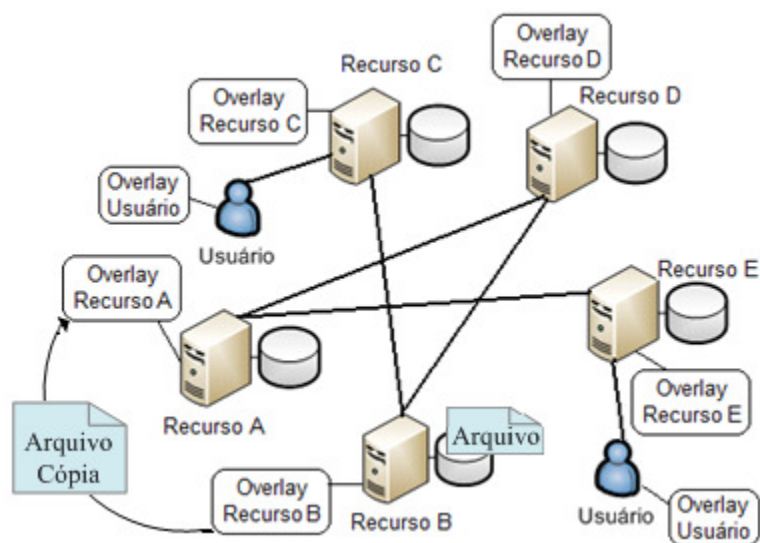 Overlay
Recurso D
Recurso C
Recurso D
Overlay
Recurso C
Overlay
Usuário
Usuário
Overlay
Recurso A
Recurso E
Recurso A
Overlay
Recurso E
Arquivo
Cópia
Arquivo
Overlay
Recurso B
Recurso B
Usuário
Overlay
Usuário